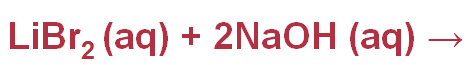 LiBr₂ (aq) + 2NaOH (aq) →